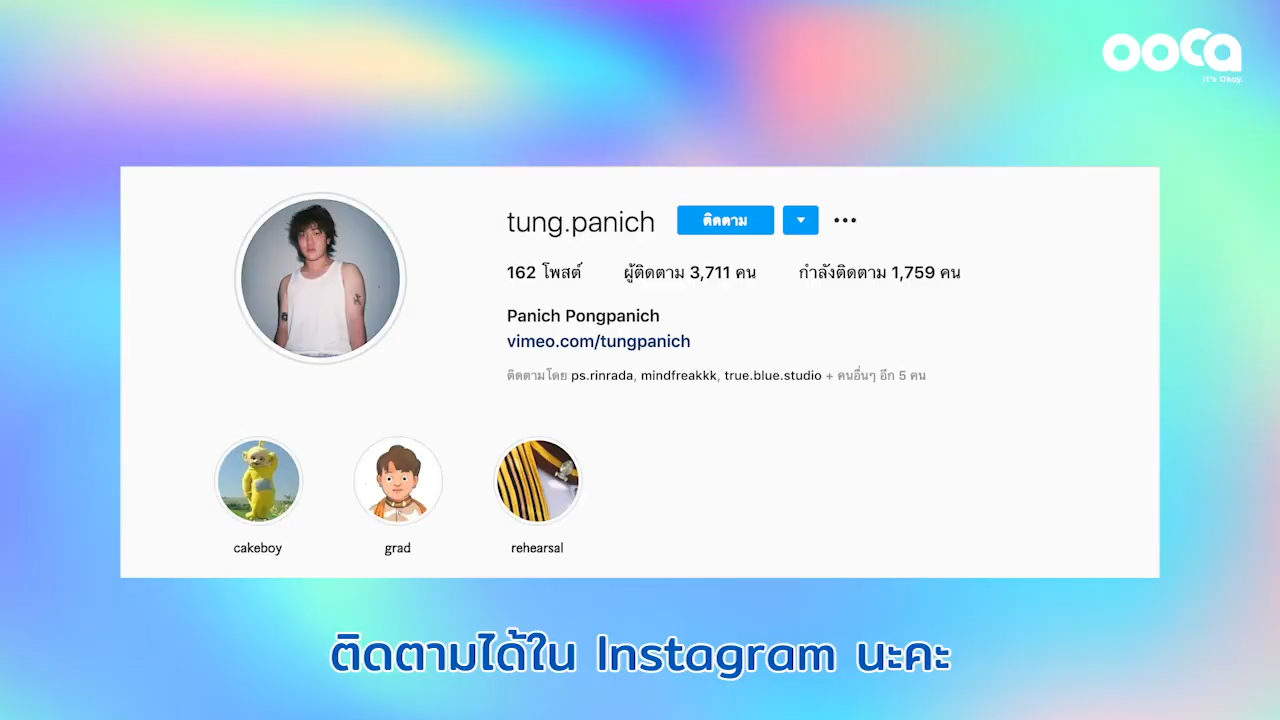 ooca
It's Okay.
tung.panich ติดตาม
162 โพสต์ ผู้ติดตาม 3,711 คน กำลังติดตาม 1,759 คน
Panich Pongpanich
vimeo.com/tungpanich
ติดตามโดย ps.rinrada, mindfreakkk, true.blue.studio + คนอื่นๆ อีก 5 คน
cakeboy grad rehearsal
ติดตามได้ใน Instagram นะคะ